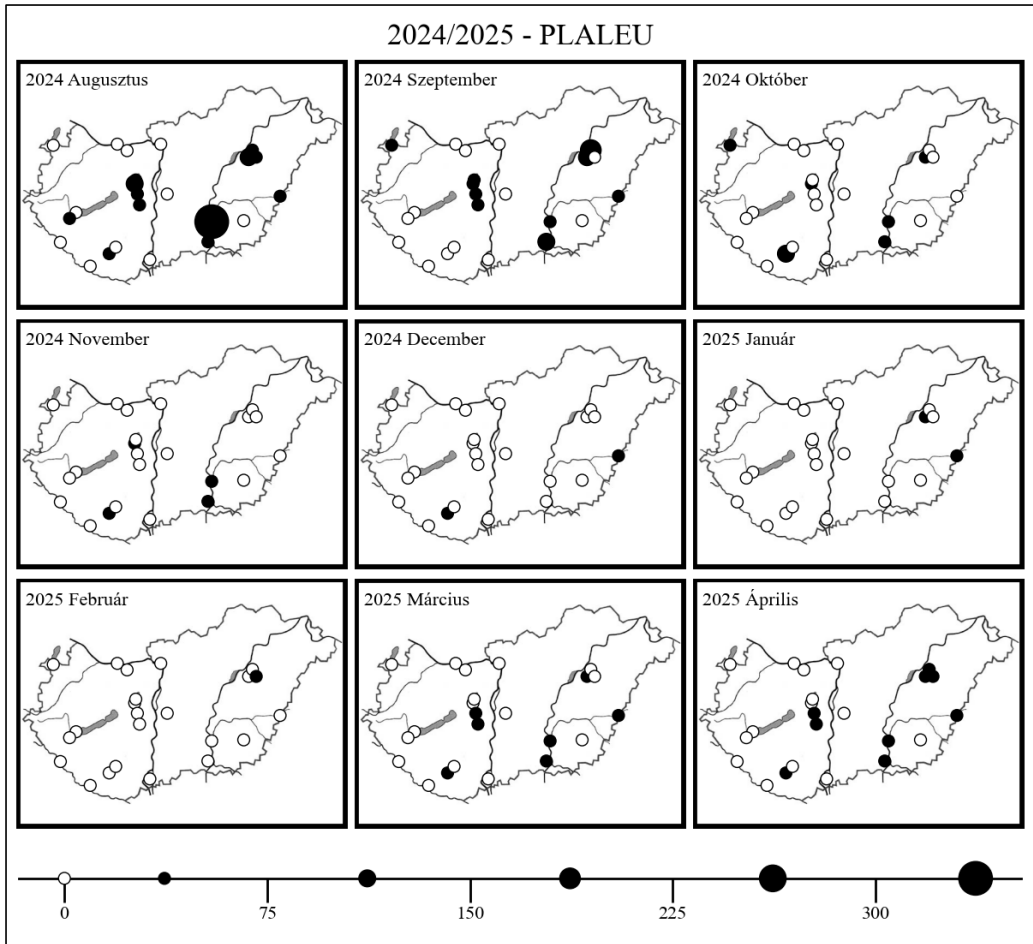 2024/2025 - PLALEU
2024 Augusztus
2024 Szeptember
2024 Október
2024 November
2024 December
2025 Január
2025 Február
2025 Március
2025 Április
0 75 150 225 300